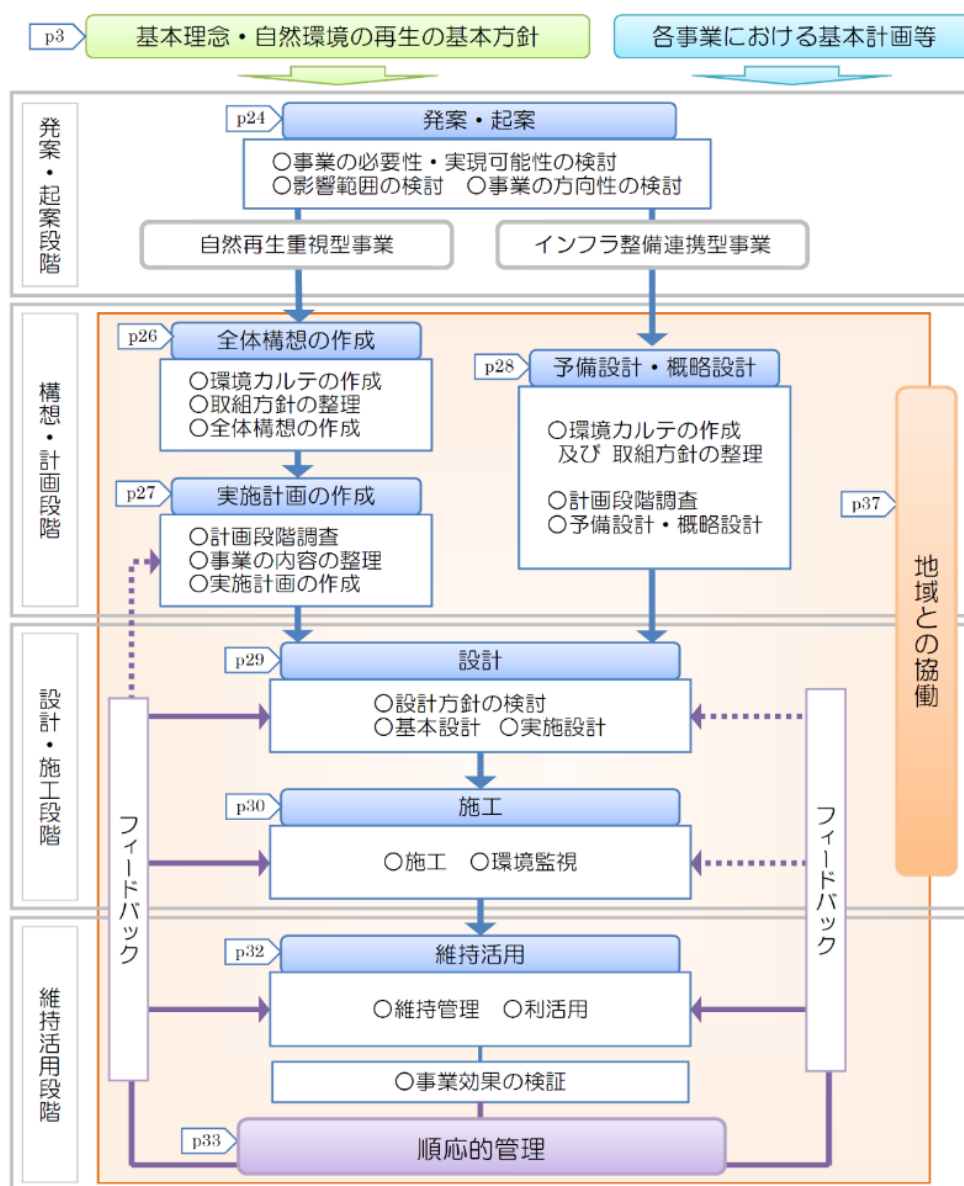 p3
基本理念・自然環境の再生の基本方針
各事業における基本計画等
発案・起案段階
p24
発案・起案
○事業の必要性・実現可能性の検討
○影響範囲の検討 ○事業の方向性の検討
自然再生重視型事業
インフラ整備連携型事業
構想・計画段階
p26
全体構想の作成
○環境カルテの作成
○取組方針の整理
○全体構想の作成
p28
予備設計・概略設計
○環境カルテの作成
及び 取組方針の整理
○計画段階調査
○予備設計・概略設計
p27
実施計画の作成
○計画段階調査
○事業の内容の整理
○実施計画の作成
p37
地域との協働
設計・施工段階
p29
設計
○設計方針の検討
○基本設計 ○実施設計
p30
施工
○施工 ○環境監視
フィードバック
フィードバック
維持活用段階
p32
維持活用
○維持管理 ○利活用
○事業効果の検証
p33
順応的管理